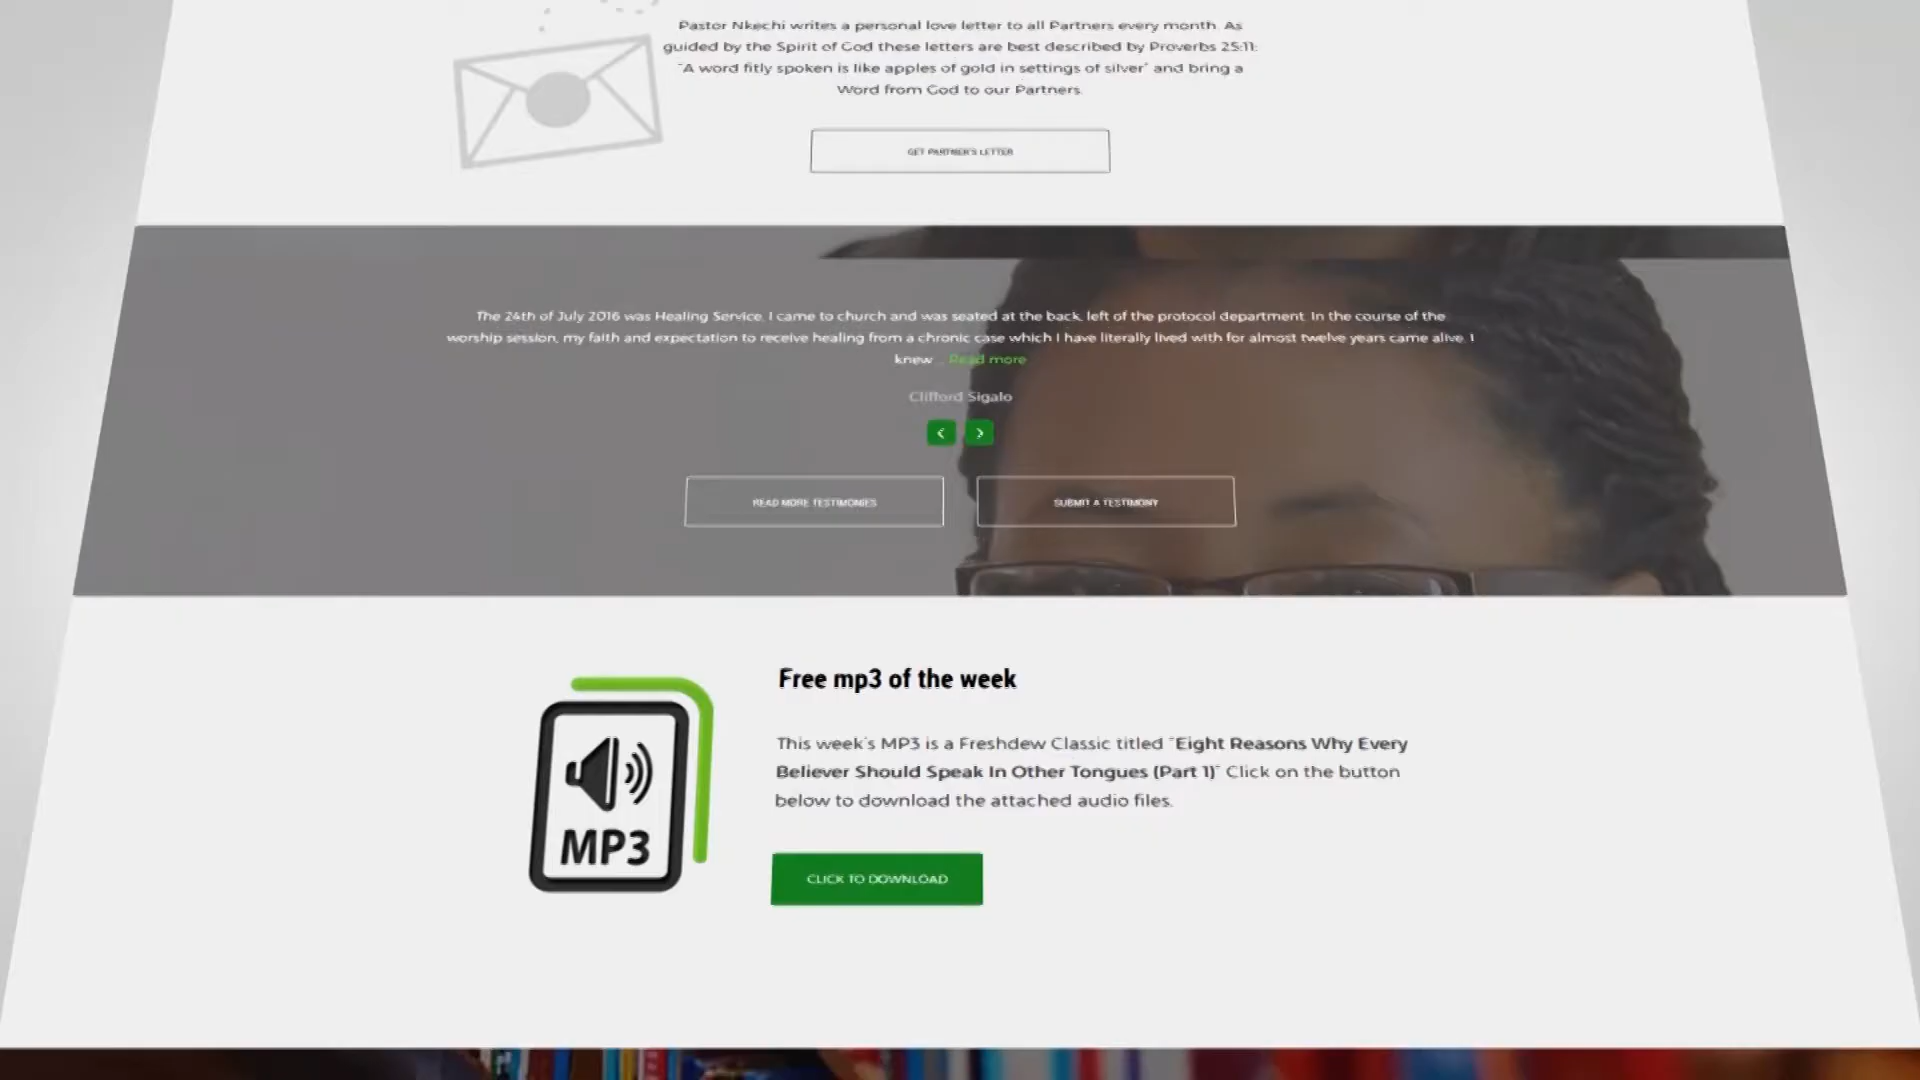 Pastor Nkechi writes a personal love letter to all Partners every month. As
guided by the Spirit of God these letters are best described by Proverbs 25:11:
"A word fitly spoken is like apples of gold in settings of silver" and bring a
Word from God to our Partners.
GET PARTNER'S LETTER
The 24th of July 2016 was Healing Service. I came to church and was seated at the back, left of the protocol department. In the course of the
worship session, my faith and expectation to receive healing from a chronic case which I have literally lived with for almost twelve years came alive. I
knew ... Read more
Clifford Sigalo
READ MORE TESTIMONIES
SUBMIT A TESTIMONY
Free mp3 of the week
This week's MP3 is a Freshdew Classic titled "Eight Reasons Why Every
Believer Should Speak In Other Tongues (Part 1)" Click on the button
below to download the attached audio files.
MP3
CLICK TO DOWNLOAD